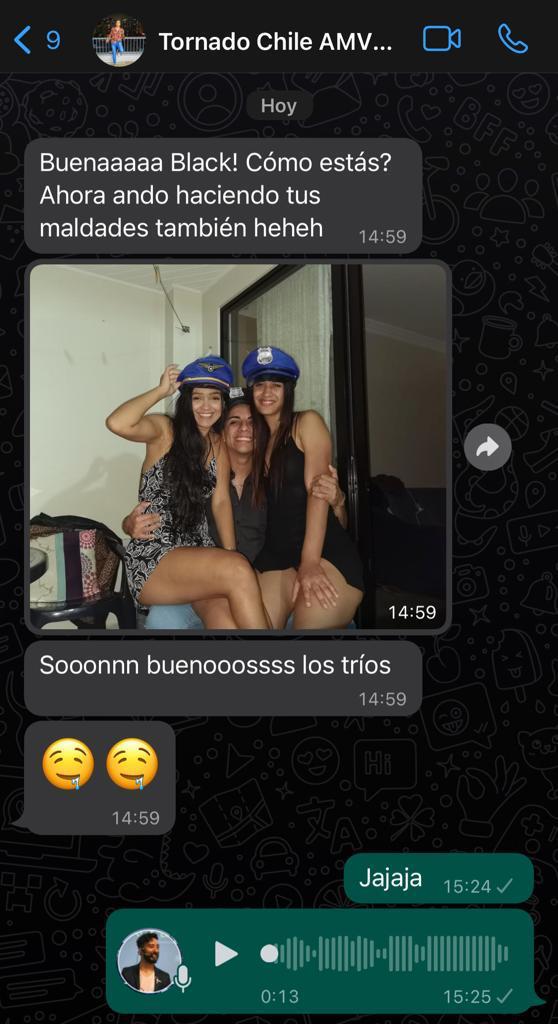 9
Tornado Chile AMV...
Hoy
Buenaaaaa Black! Cómo estás?
Ahora ando haciendo tus
maldades también heheh
14:59
14:59
Sooonnn buenooossss los tríos
14:59
🤤🤤
14:59
Jajaja
15:24
0:13
15:25